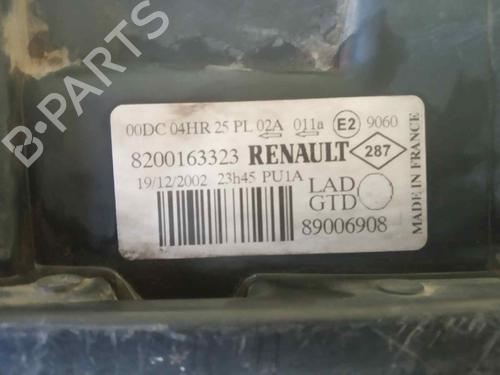 00DC 04HR 25 PL 02A 011a E2 9060
8200163323 RENAULT 287
19/12/2002 23h45 PU1A
LAD
GTD
89006908
MADE IN FRANCE
B-PARTS